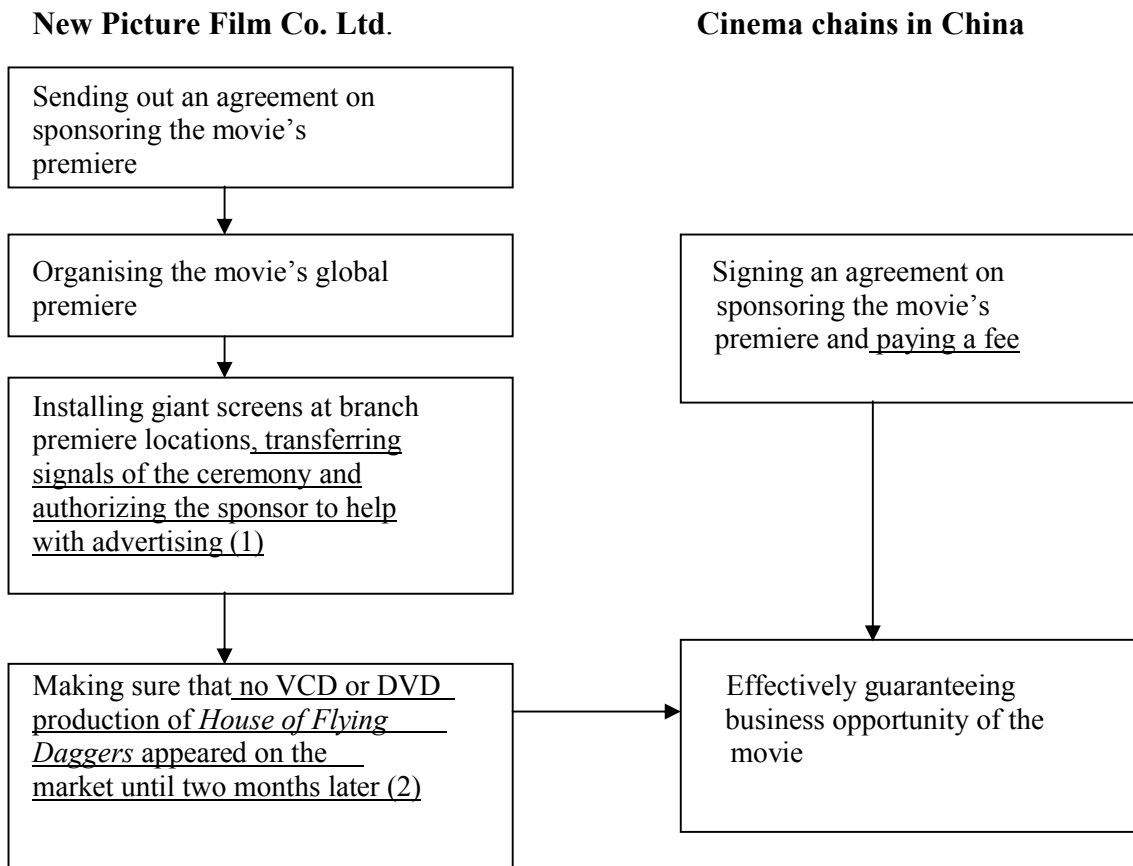 New Picture Film Co. Ltd.
Cinema chains in China
Sending out an agreement on
sponsoring the movie’s
premiere
Organising the movie’s global
premiere
Signing an agreement on
sponsoring the movie’s
premiere and paying a fee
Installing giant screens at branch
premiere locations, transferring
signals of the ceremony and
authorizing the sponsor to help
with advertising (1)
Making sure that no VCD or DVD
production of House of Flying
Daggers appeared on the
market until two months later (2)
Effectively guaranteeing
business opportunity of the
movie